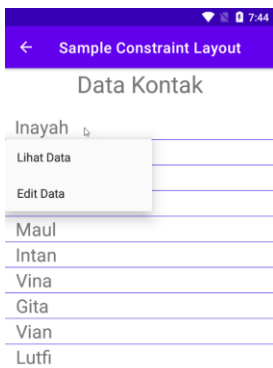 7:44
Sample Constraint Layout
Data Kontak
Inayah
Lihat Data
Edit Data
Maul
Intan
Vina
Gita
Vian
Lutfi